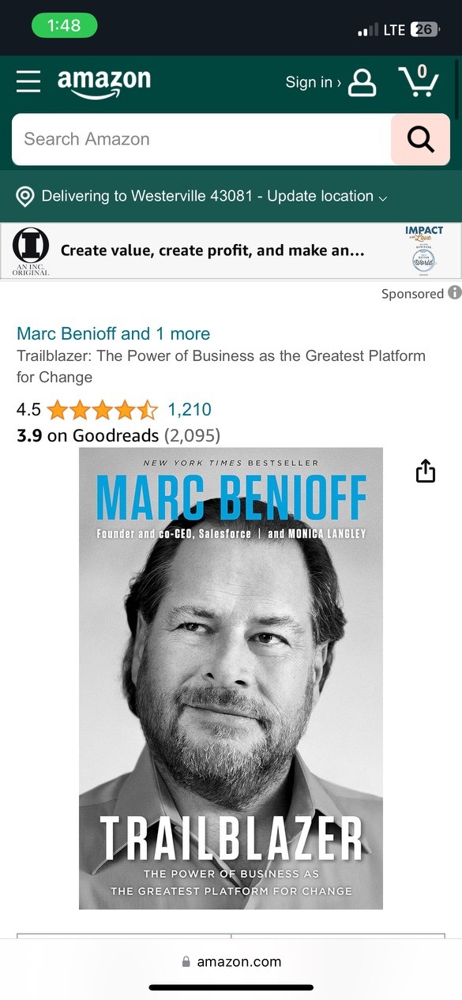 1:48
LTE 26
amazon
Sign in ›
0
Search Amazon
Delivering to Westerville 43081 - Update location
I
AN INC.
ORIGINAL
Create value, create profit, and make an...
IMPACT
with Love
BETTER
World
Sponsored
Marc Benioff and 1 more
Trailblazer: The Power of Business as the Greatest Platform
for Change
4.5 1,210
3.9 on Goodreads (2,095)
NEW YORK TIMES BESTSELLER
MARC BENIOFF
Founder and co-CEO, Salesforce | and MONICA LANGLEY
TRAILBLAZER
THE POWER OF BUSINESS AS
THE GREATEST PLATFORM FOR CHANGE
amazon.com